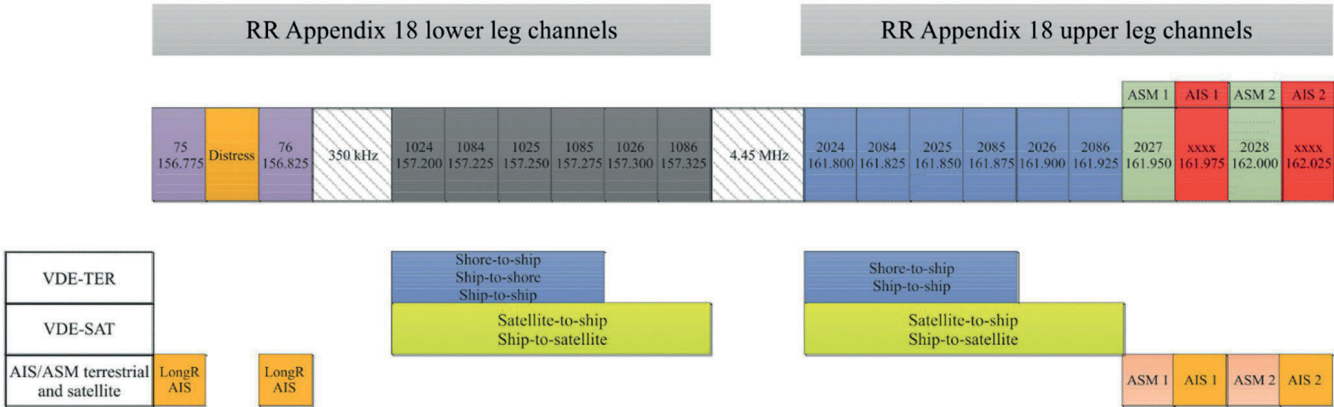 RR Appendix 18 lower leg channels
RR Appendix 18 upper leg channels
ASM 1
AIS 1
ASM 2
AIS 2
75
156.775
Distress
76
156.825
350 kHz
1024
157.200
1084
157.225
1025
157.250
1085
157.275
1026
157.300
1086
157.325
4.45 MHz
2024
161.800
2084
161.825
2025
161.850
2085
161.875
2026
161.900
2086
161.925
2027
161.950
xxxx
161.975
2028
162.000
xxxx
162.025
VDE-TER
Shore-to-ship
Ship-to-shore
Ship-to-ship
Shore-to-ship
Ship-to-ship
VDE-SAT
Satellite-to-ship
Ship-to-satellite
Satellite-to-ship
Ship-to-satellite
AIS/ASM terrestrial
and satellite
LongR
AIS
LongR
AIS
ASM 1
AIS 1
ASM 2
AIS 2